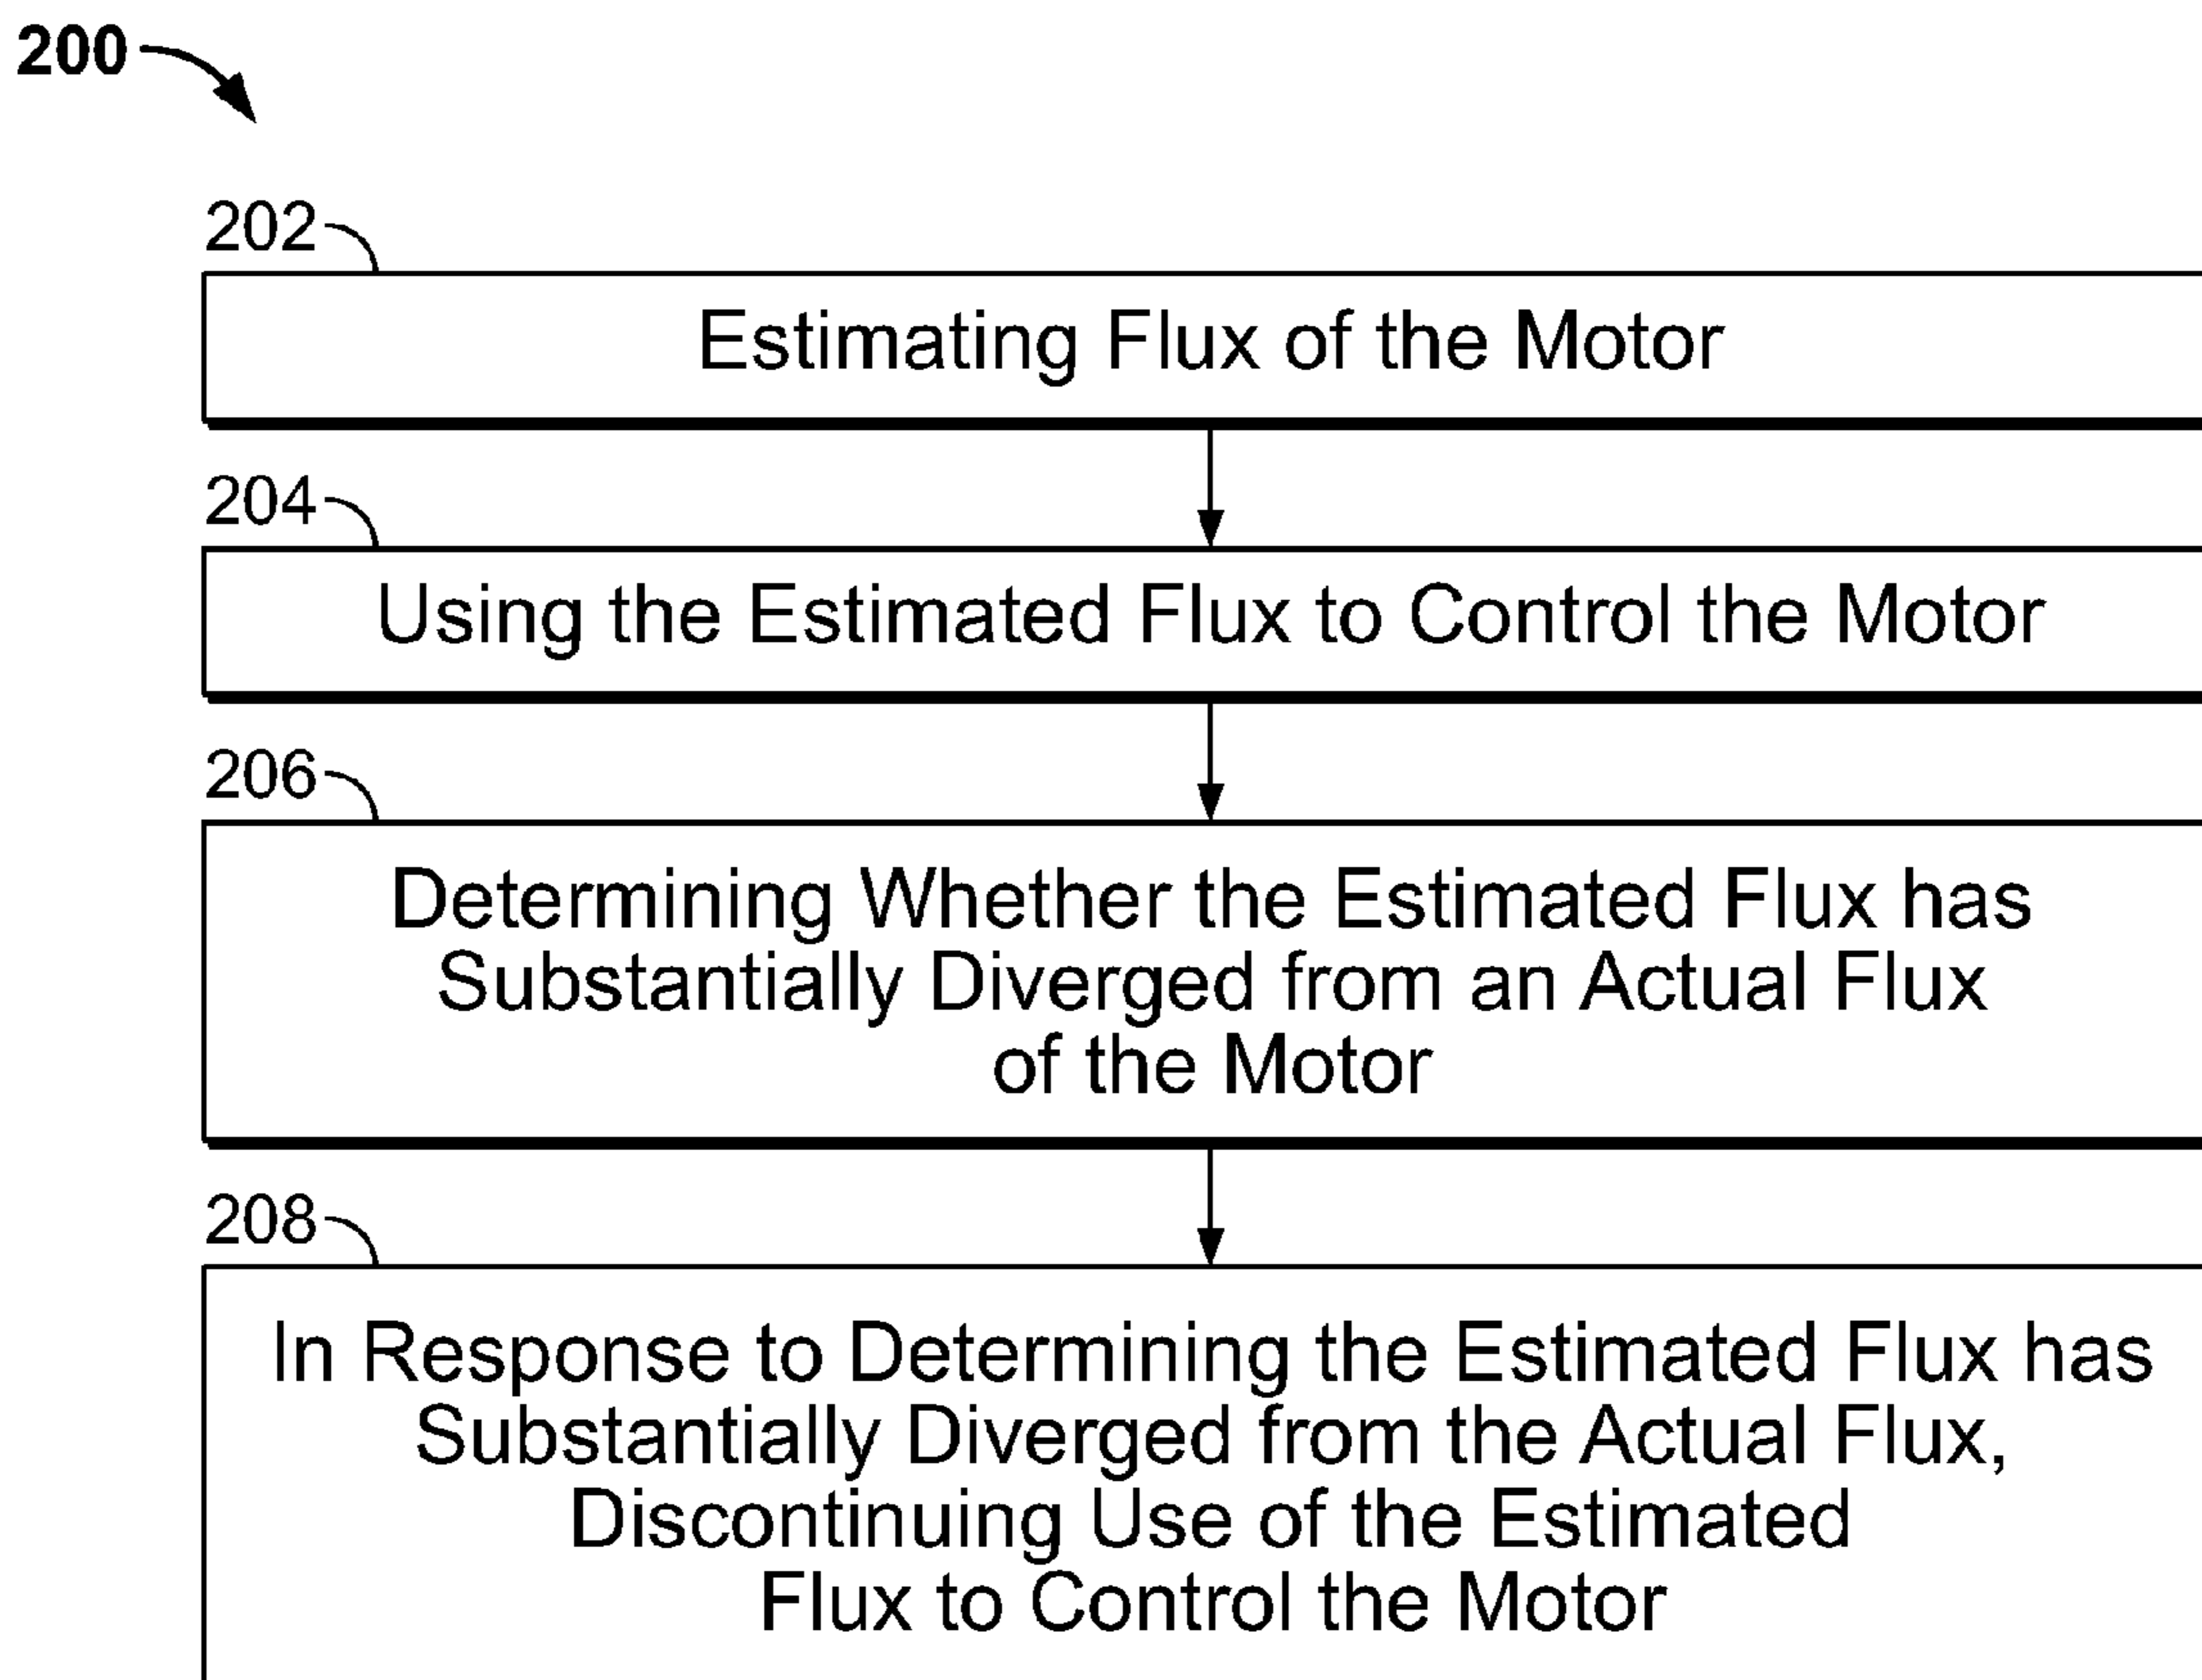 200
202
Estimating Flux of the Motor
204
Using the Estimated Flux to Control the Motor
206
Determining Whether the Estimated Flux has
Substantially Diverged from an Actual Flux
of the Motor
208
In Response to Determining the Estimated Flux has
Substantially Diverged from the Actual Flux,
Discontinuing Use of the Estimated
Flux to Control the Motor